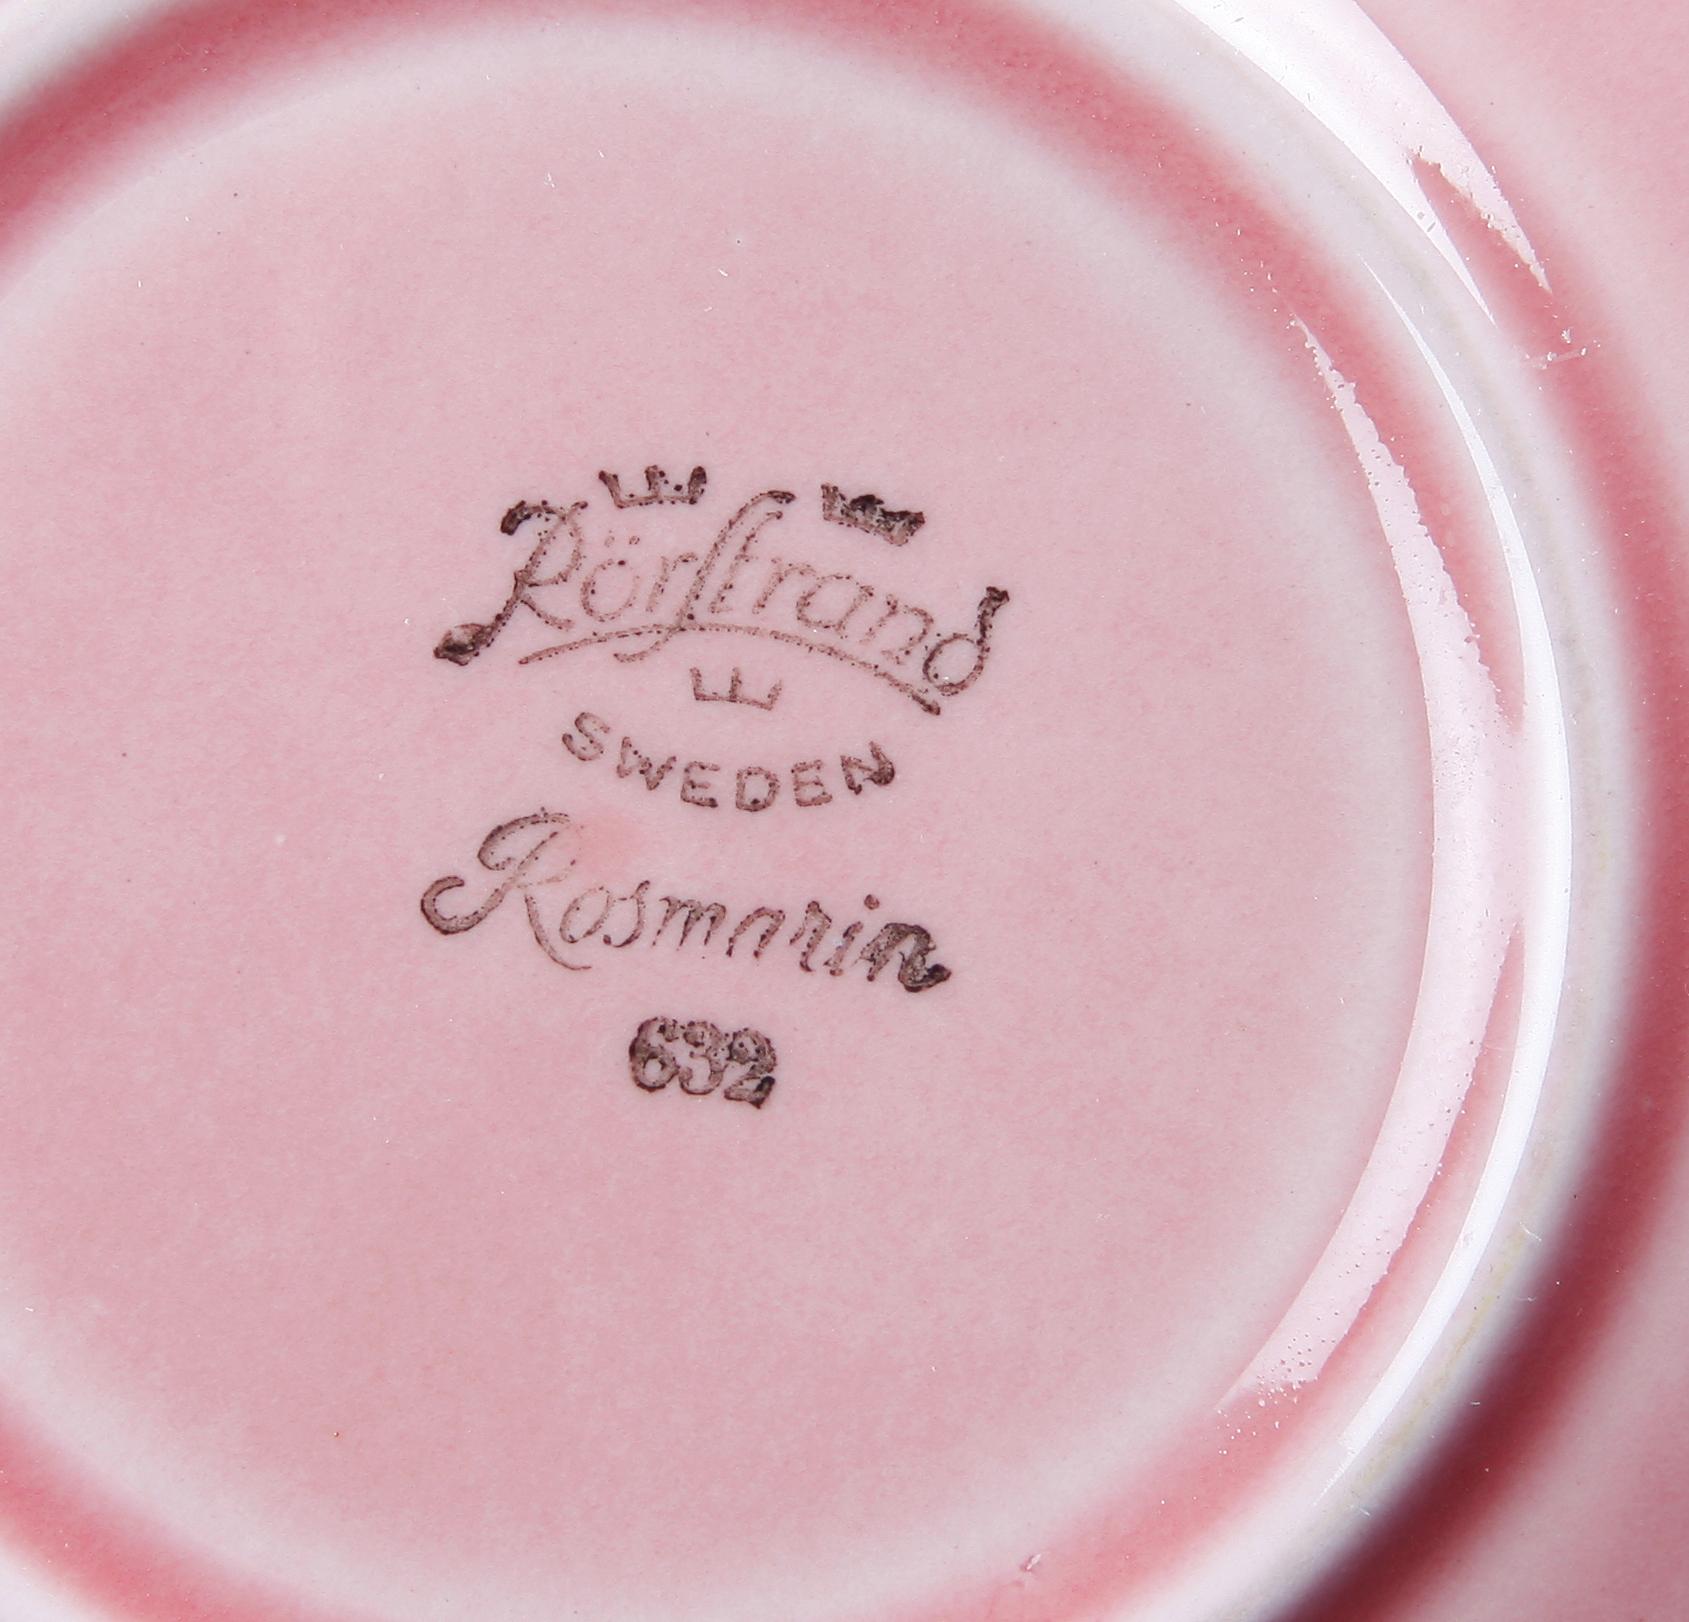 Rörstrand
SWEDEN
Rosmarin
632